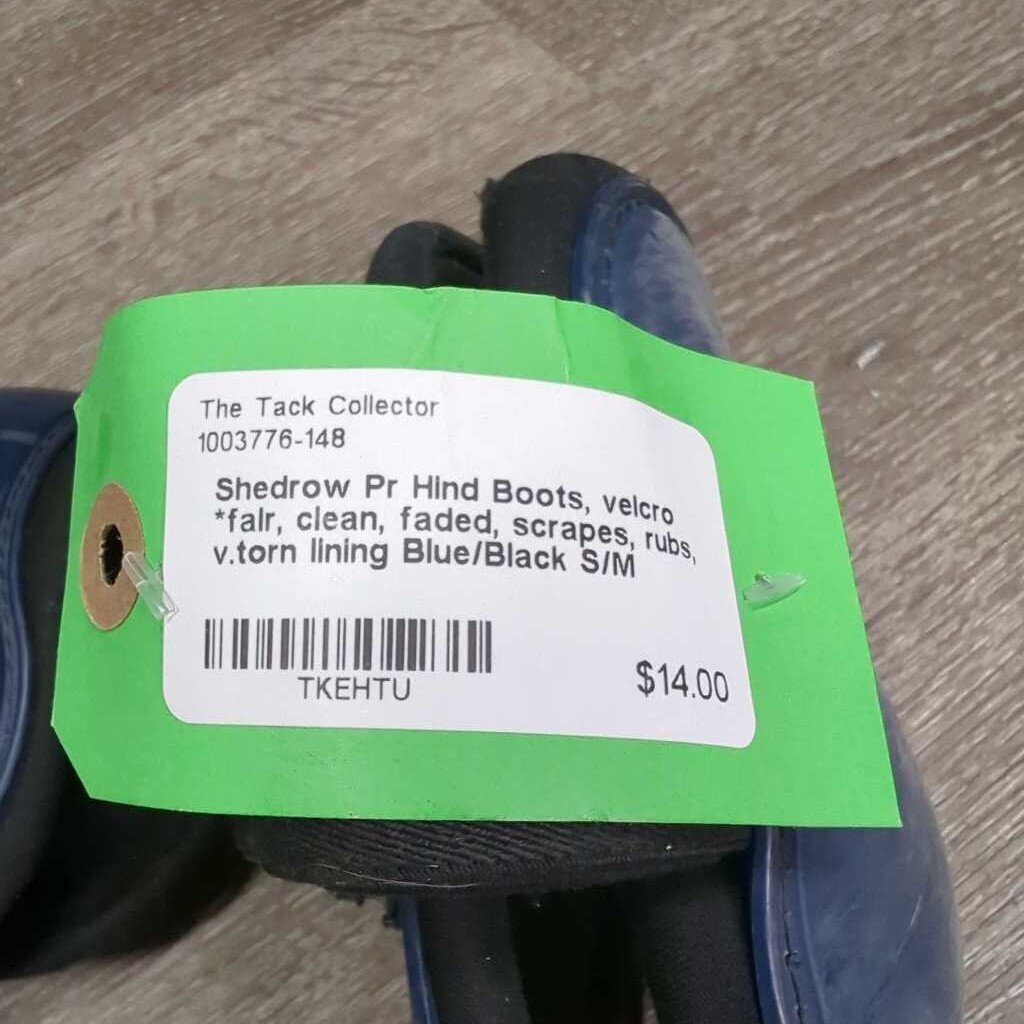 The Tack Collector
1003776-148
Shedrow Pr Hind Boots, velcro
*fair, clean, faded, scrapes, rubs,
v.torn lining Blue/Black S/M
TKEHTU
$14.00